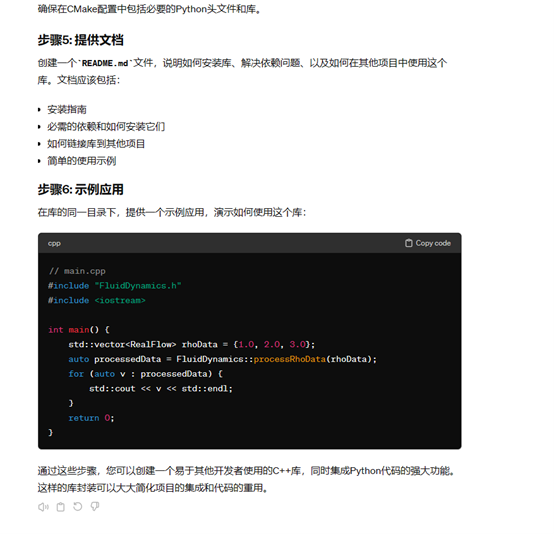 确保在CMake配置中包括必要的Python头文件和库。
步骤5: 提供文档
创建一个`README.md`文件，说明如何安装库、解决依赖问题、以及如何在其他项目中使用这个
库。文档应该包括：
安装指南
必需的依赖和如何安装它们
如何链接库到其他项目
简单的使用示例
步骤6: 示例应用
在库的同一目录下，提供一个示例应用，演示如何使用这个库：
cpp Copy code
// main.cpp
#include "FluidDynamics.h"
#include <iostream>
int main() {
    std::vector<RealFlow> rhoData = {1.0, 2.0, 3.0};
    auto processedData = FluidDynamics::processRhoData(rhoData);
    for (auto v : processedData) {
        std::cout << v << std::endl;
    }
    return 0;
}
通过这些步骤，您可以创建一个易于其他开发者使用的C++库，同时集成Python代码的强大功能。
这样的库封装可以大大简化项目的集成和代码的重用。